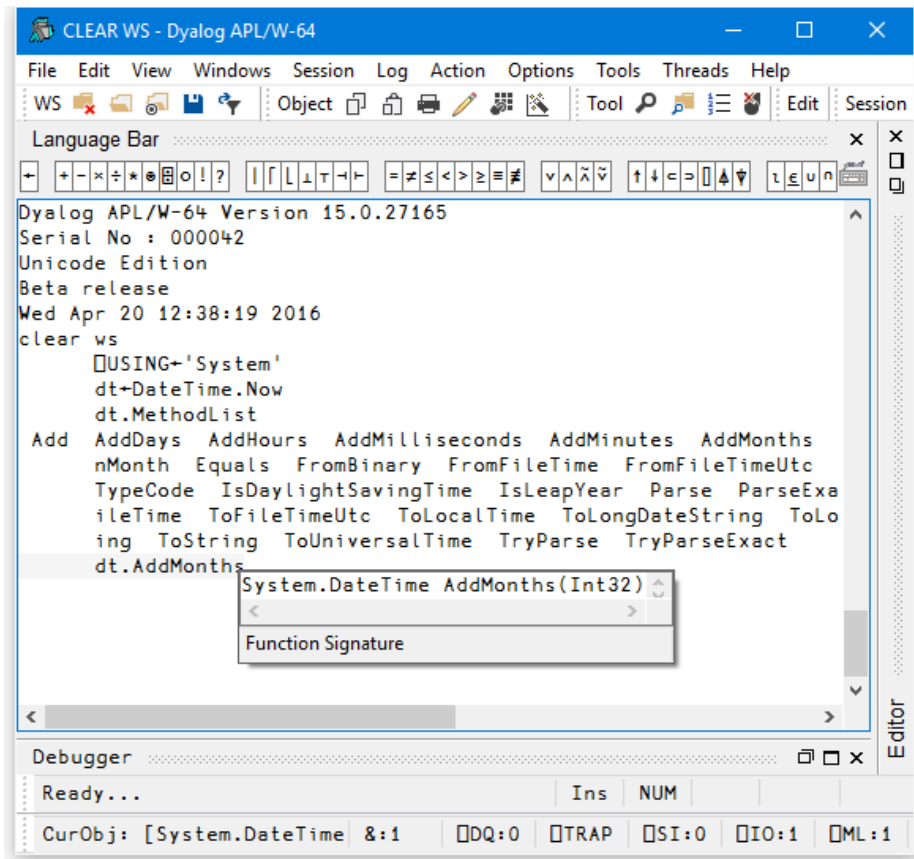 CLEAR WS - Dyalog APL/W-64
File Edit View Windows Session Log Action Options Tools Threads Help
WS Object Tool Edit Session
Language Bar
← + - × ÷ * ⍟ ⌹ ○ ! ? | ⌈ ⌊ ⊥ ⊤ ⊣ ⊢ = ≠ ≤ < > ≥ ≡ ≢ ∨ ∧ ⍲ ⍱ ↑ ↓ ⊂ ⊃ ⌷ ⍋ ⍒ ⍳ ⍷ ∪ ∩
Dyalog APL/W-64 Version 15.0.27165
Serial No : 000042
Unicode Edition
Beta release
Wed Apr 20 12:38:19 2016
clear ws
⎕USING←'System'
dt←DateTime.Now
dt.MethodList
Add AddDays AddHours AddMilliseconds AddMinutes AddMonths
nMonth Equals FromBinary FromFileTime FromFileTimeUtc
TypeCode IsDaylightSavingTime IsLeapYear Parse ParseExa
ileTime ToFileTimeUtc ToLocalTime ToLongDateString ToLo
ing ToString ToUniversalTime TryParse TryParseExact
dt.AddMonths
System.DateTime AddMonths(Int32)
Function Signature
Editor
Debugger
Ready... Ins NUM
CurObj: [System.DateTime &:1 ⎕DQ:0 ⎕TRAP ⎕SI:0 ⎕IO:1 ⎕ML:1